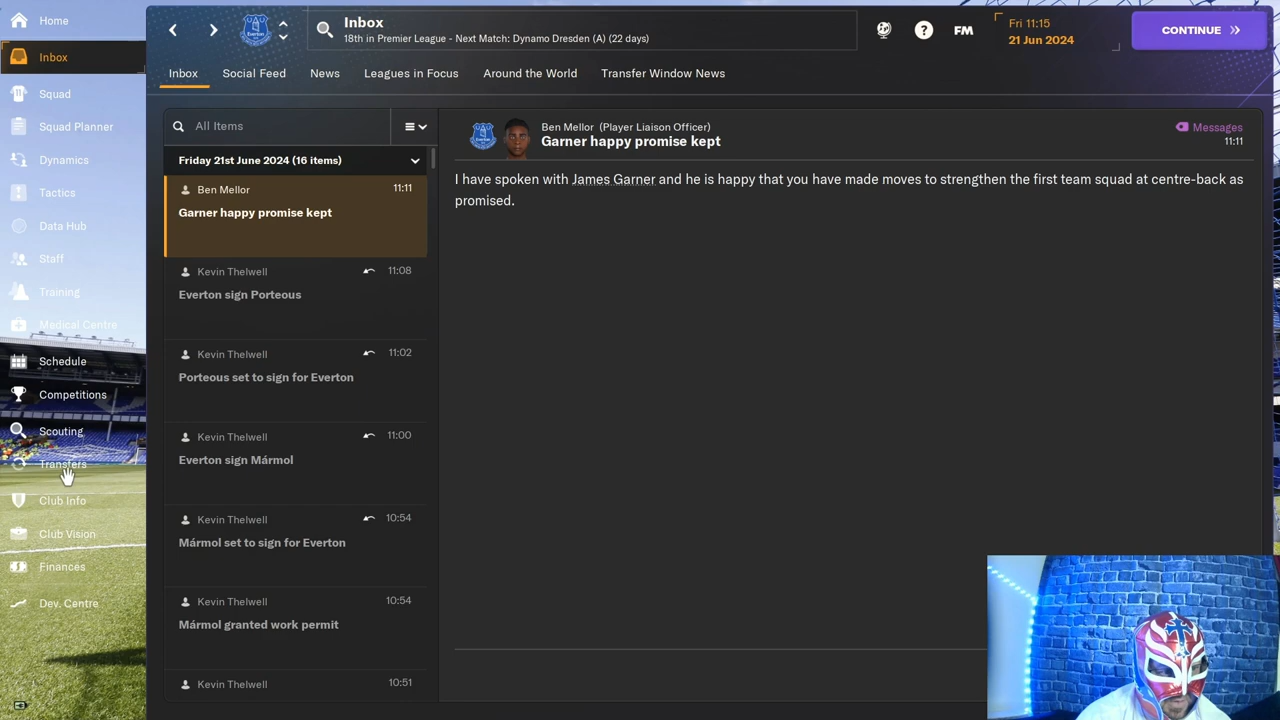 Home
Inbox
Squad
Squad Planner
Dynamics
Tactics
Data Hub
Staff
Training
Medical Centre
Schedule
Competitions
Scouting
Transfers
Club Info
Club Vision
Finances
Dev. Centre
Inbox
18th in Premier League - Next Match: Dynamo Dresden (A) (22 days)
FM
Fri 11:15
21 Jun 2024
CONTINUE
Inbox
Social Feed
News
Leagues in Focus
Around the World
Transfer Window News
All Items
Friday 21st June 2024 (16 items)
Ben Mellor 11:11
Garner happy promise kept
Kevin Thelwell 11:08
Everton sign Porteous
Kevin Thelwell 11:02
Porteous set to sign for Everton
Kevin Thelwell 11:00
Everton sign Mármol
Kevin Thelwell 10:54
Mármol set to sign for Everton
Kevin Thelwell 10:54
Mármol granted work permit
Kevin Thelwell 10:51
Ben Mellor (Player Liaison Officer)
Garner happy promise kept
Messages
11:11
I have spoken with James Garner and he is happy that you have made moves to strengthen the first team squad at centre-back as
promised.